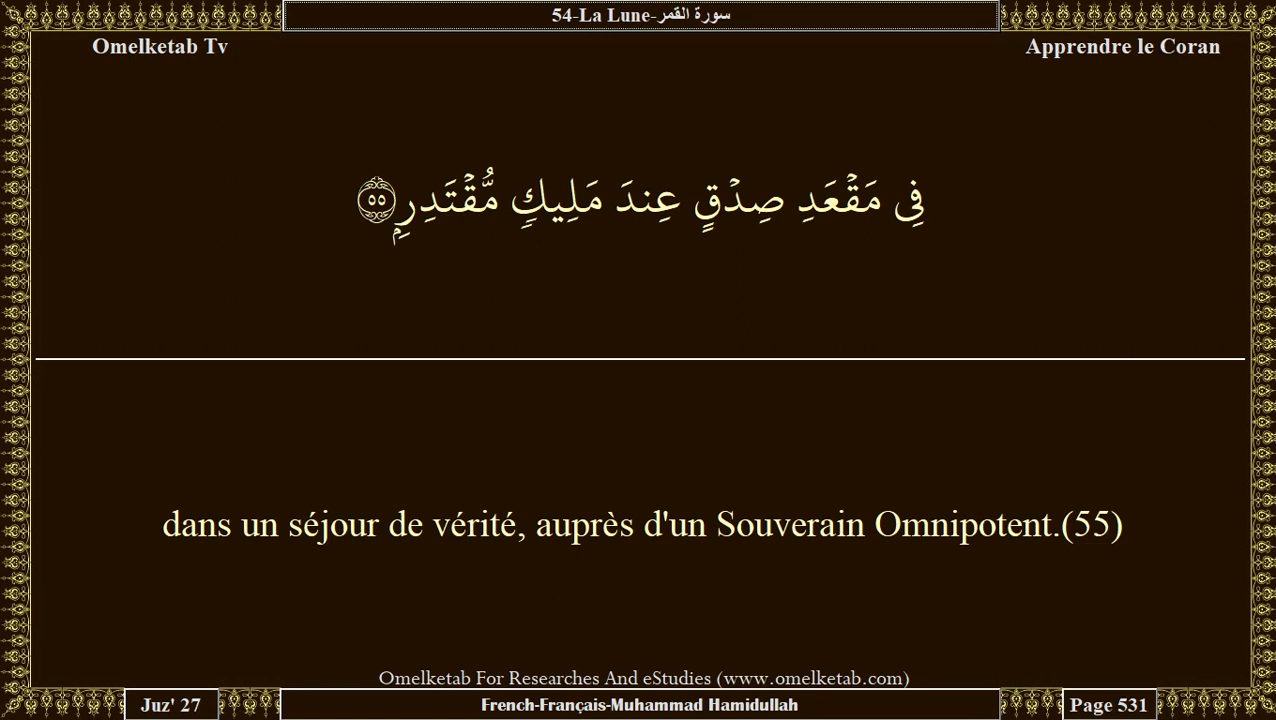 54-La Lune-سورة القمر
Omelketab Tv
Apprendre le Coran
فِى مَقۡعَدِ صِدۡقٍ عِندَ مَلِيكٖ مُّقۡتَدِرِۭ ٥٥
dans un séjour de vérité, auprès d'un Souverain Omnipotent.(55)
Omelketab For Researches And eStudies (www.omelketab.com)
Juz' 27
French-Français-Muhammad Hamidullah
Page 531